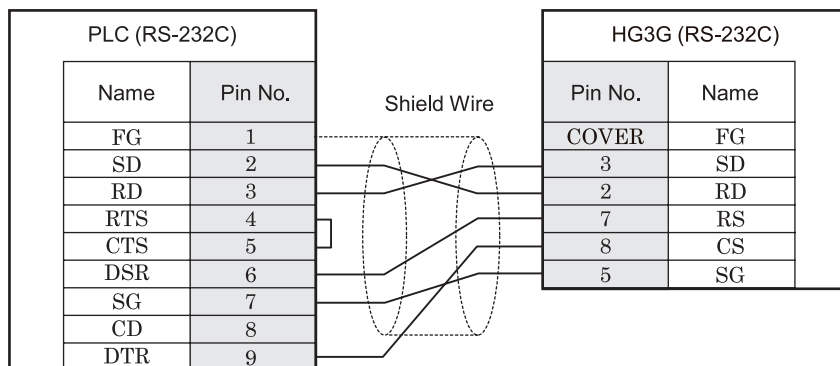 PLC (RS-232C)
Name Pin No.
FG 1
SD 2
RD 3
RTS 4
CTS 5
DSR 6
SG 7
CD 8
DTR 9
Shield Wire
HG3G (RS-232C)
Pin No. Name
COVER FG
3 SD
2 RD
7 RS
8 CS
5 SG